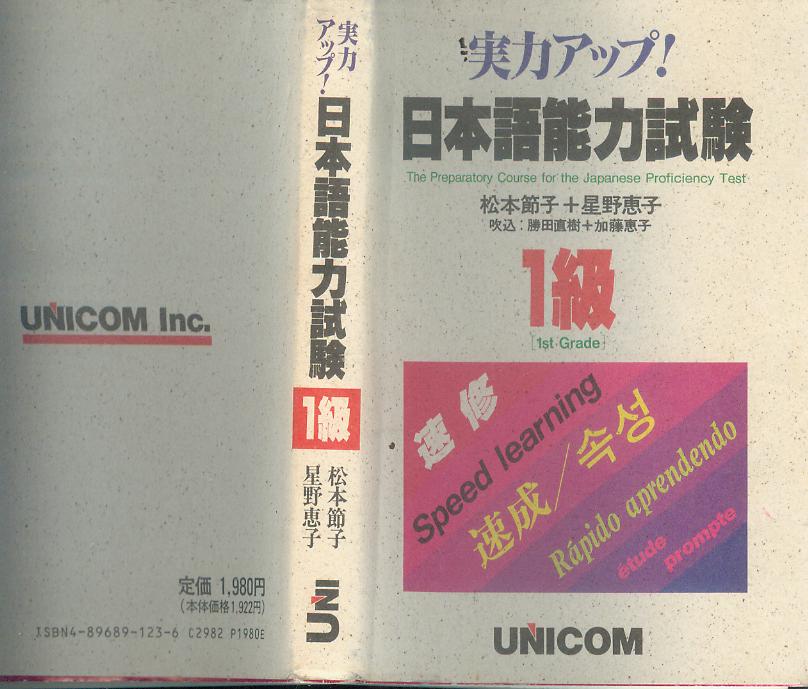 UNICOM Inc.
定価 1,980円
(本体価格1,922円)
ISBN4-89689-123-6 C2982 P1980E
実力
アップ!
日本語能力試験
1級
松本節子
星野恵子
UNI
実力アップ!
日本語能力試験
The Preparatory Course for the Japanese Proficiency Test
松本節子+星野恵子
吹込:勝田直樹+加藤恵子
1級
[1st Grade]
速修
Speed learning
速成/속성
Rápido aprendendo
étude prompte
UNICOM